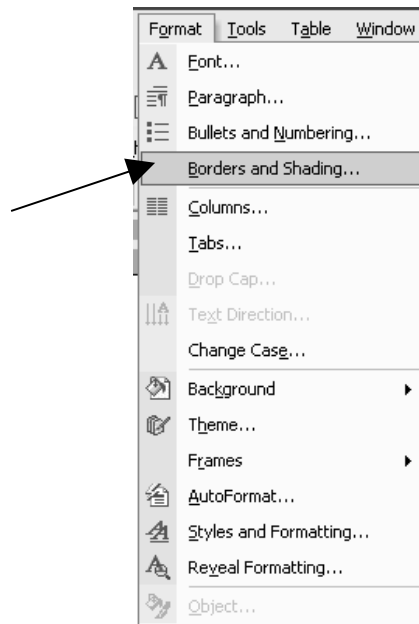 Format Tools Table Window
Font...
Paragraph...
Bullets and Numbering...
Borders and Shading...
Columns...
Tabs...
Drop Cap...
Text Direction...
Change Case...
Background
Theme...
Frames
AutoFormat...
Styles and Formatting...
Reveal Formatting...
Object...